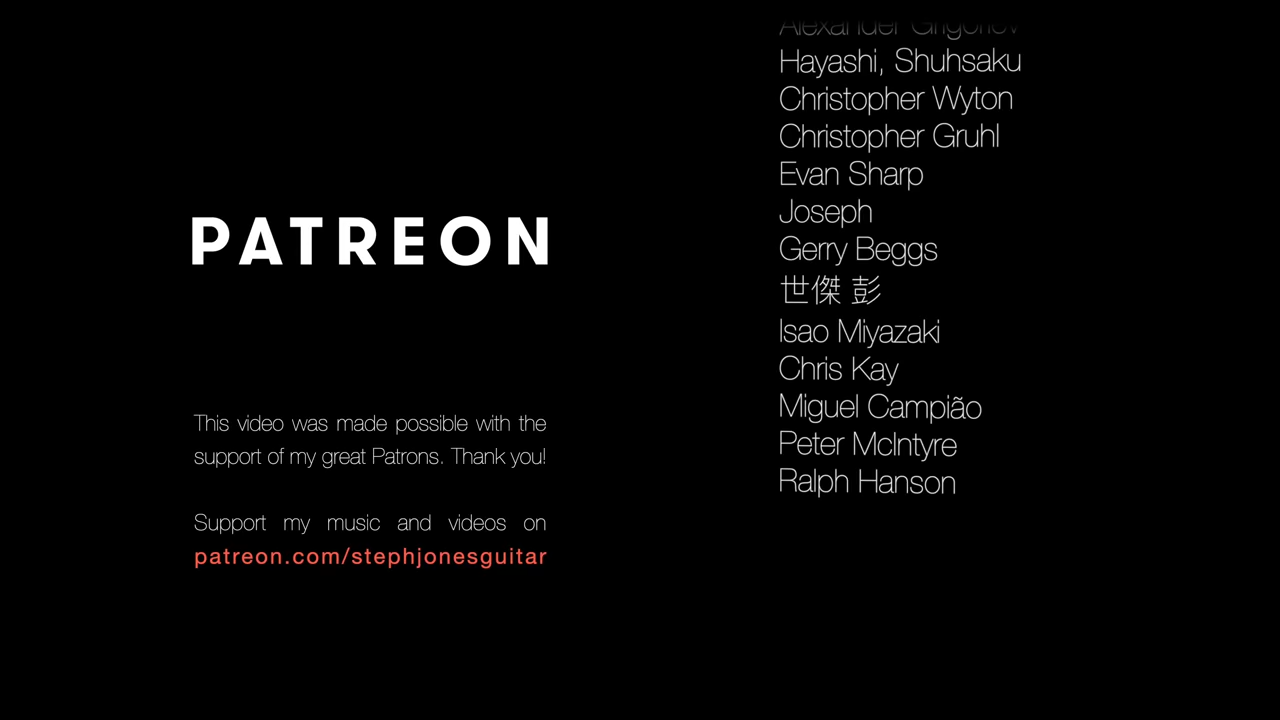 PATREON
This video was made possible with the
support of my great Patrons. Thank you!
Support my music and videos on
patreon.com/stephjonesguitar
Alexander Grigoriev
Hayashi, Shuhsaku
Christopher Wyton
Christopher Gruhl
Evan Sharp
Joseph
Gerry Beggs
世傑 彭
Isao Miyazaki
Chris Kay
Miguel Campião
Peter McIntyre
Ralph Hanson